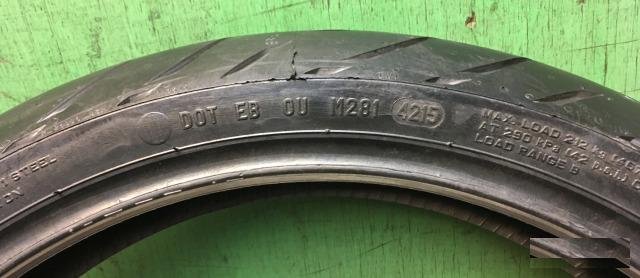 DOT EB 0U M281 4215
MAX. LOAD 212 kg
AT 290 kPa (42 P.S.I.)
LOAD RANGE B
STEEL